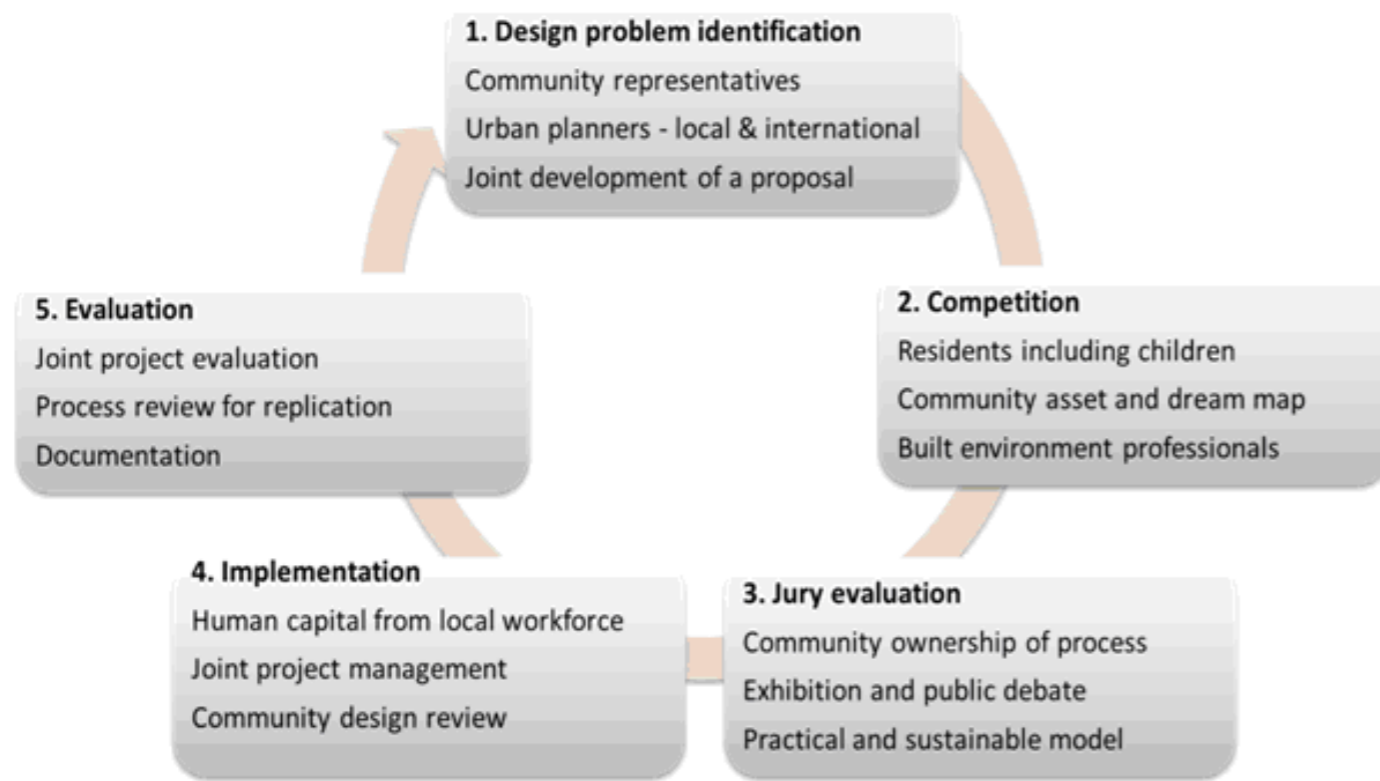 1. Design problem identification
Community representatives
Urban planners - local & international
Joint development of a proposal
2. Competition
Residents including children
Community asset and dream map
Built environment professionals
3. Jury evaluation
Community ownership of process
Exhibition and public debate
Practical and sustainable model
4. Implementation
Human capital from local workforce
Joint project management
Community design review
5. Evaluation
Joint project evaluation
Process review for replication
Documentation